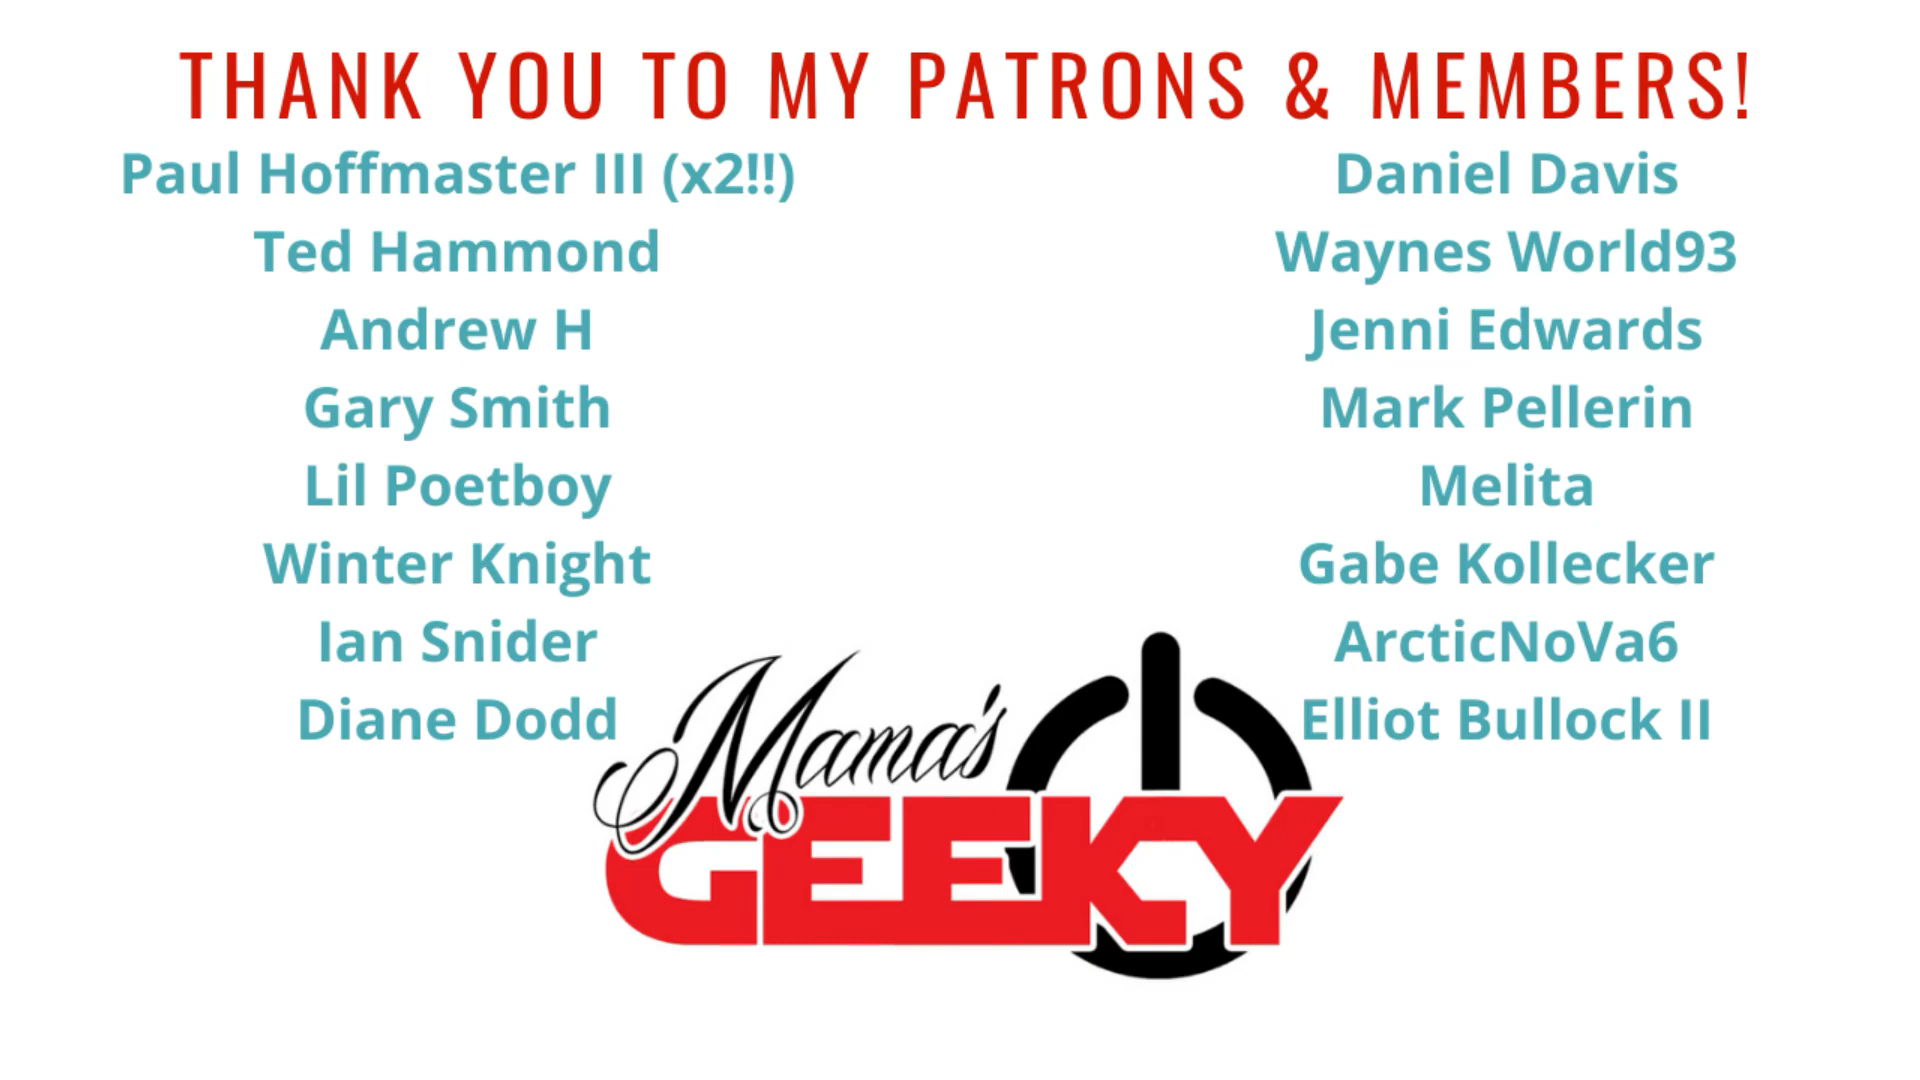 THANK YOU TO MY PATRONS & MEMBERS!
Paul Hoffmaster III (x2!!)
Ted Hammond
Andrew H
Gary Smith
Lil Poetboy
Winter Knight
Ian Snider
Diane Dodd
Daniel Davis
Waynes World93
Jenni Edwards
Mark Pellerin
Melita
Gabe Kollecker
ArcticNoVa6
Elliot Bullock II
Mama's
GEEKY